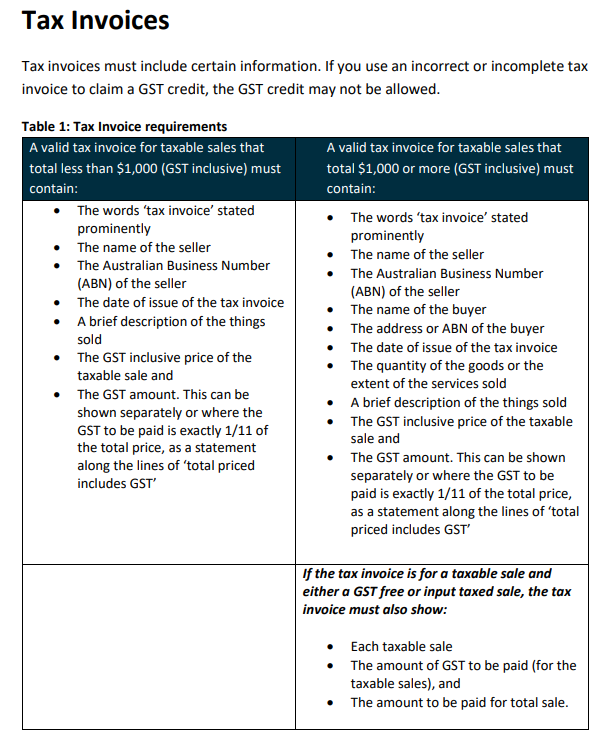 Tax Invoices
Tax invoices must include certain information. If you use an incorrect or incomplete tax
invoice to claim a GST credit, the GST credit may not be allowed.
Table 1: Tax Invoice requirements
A valid tax invoice for taxable sales that
total less than $1,000 (GST inclusive) must
contain:
• The words ‘tax invoice’ stated
prominently
• The name of the seller
• The Australian Business Number
(ABN) of the seller
• The date of issue of the tax invoice
• A brief description of the things
sold
• The GST inclusive price of the
taxable sale and
• The GST amount. This can be
shown separately or where the
GST to be paid is exactly 1/11 of
the total price, as a statement
along the lines of ‘total priced
includes GST’
A valid tax invoice for taxable sales that
total $1,000 or more (GST inclusive) must
contain:
• The words ‘tax invoice’ stated
prominently
• The name of the seller
• The Australian Business Number
(ABN) of the seller
• The name of the buyer
• The address or ABN of the buyer
• The date of issue of the tax invoice
• The quantity of the goods or the
extent of the services sold
• A brief description of the things sold
• The GST inclusive price of the taxable
sale and
• The GST amount. This can be shown
separately or where the GST to be
paid is exactly 1/11 of the total price,
as a statement along the lines of ‘total
priced includes GST’
If the tax invoice is for a taxable sale and
either a GST free or input taxed sale, the tax
invoice must also show:
• Each taxable sale
• The amount of GST to be paid (for the
taxable sales), and
• The amount to be paid for total sale.